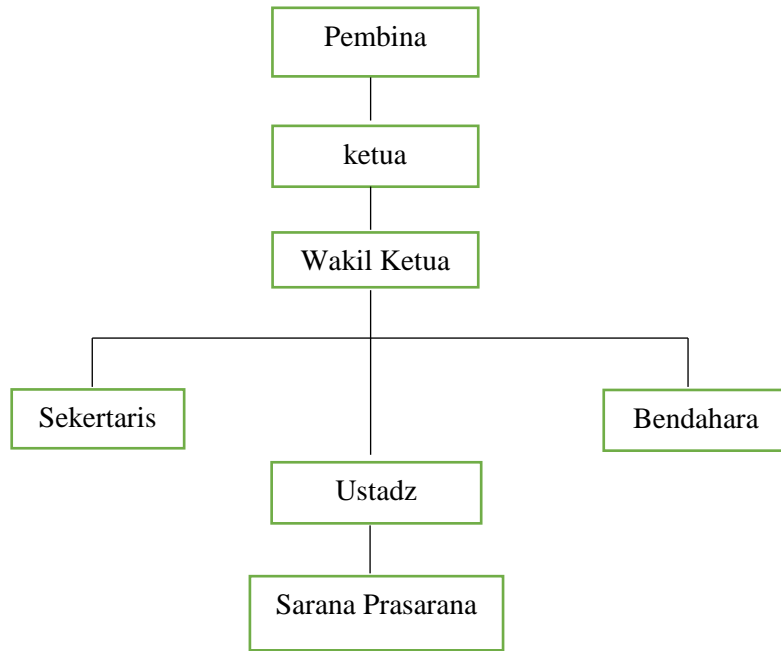 Pembina
ketua
Wakil Ketua
Sekertaris
Bendahara
Ustadz
Sarana Prasarana